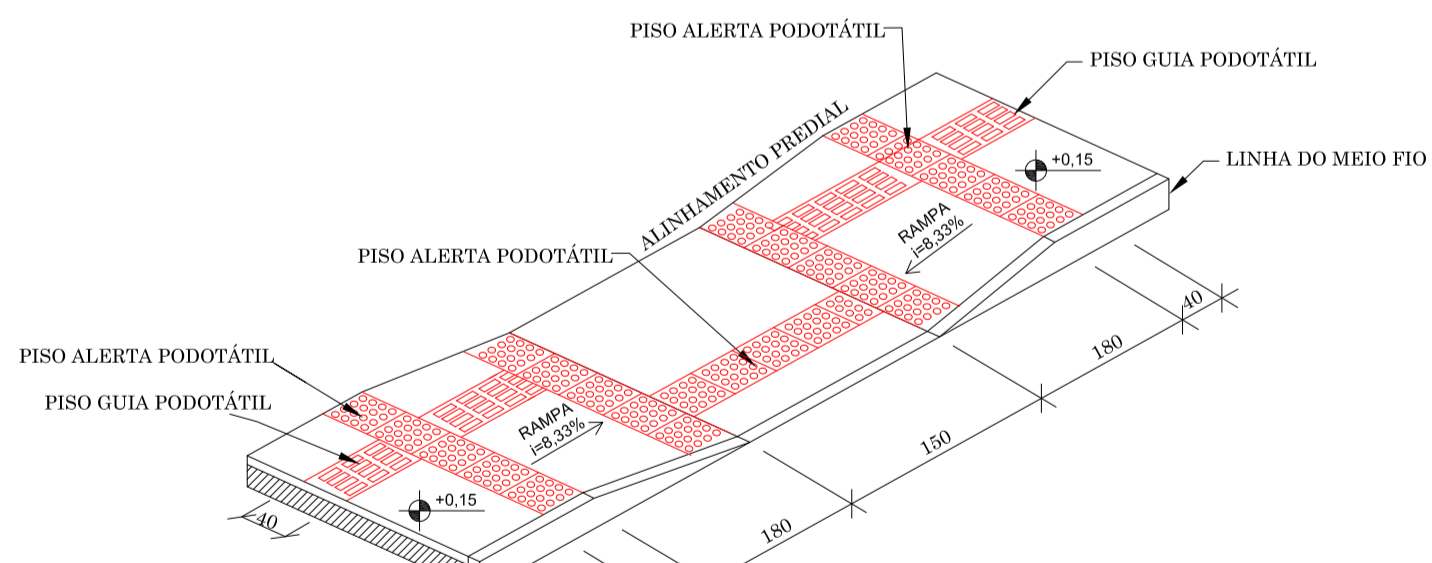 PISO ALERTA PODOTÁTIL
PISO GUIA PODOTÁTIL
ALINHAMENTO PREDIAL
+0,15
LINHA DO MEIO FIO
RAMPA
i=8,33%
PISO ALERTA PODOTÁTIL
40
180
PISO ALERTA PODOTÁTIL
PISO GUIA PODOTÁTIL
RAMPA
i=8,33%
150
+0,15
40
180